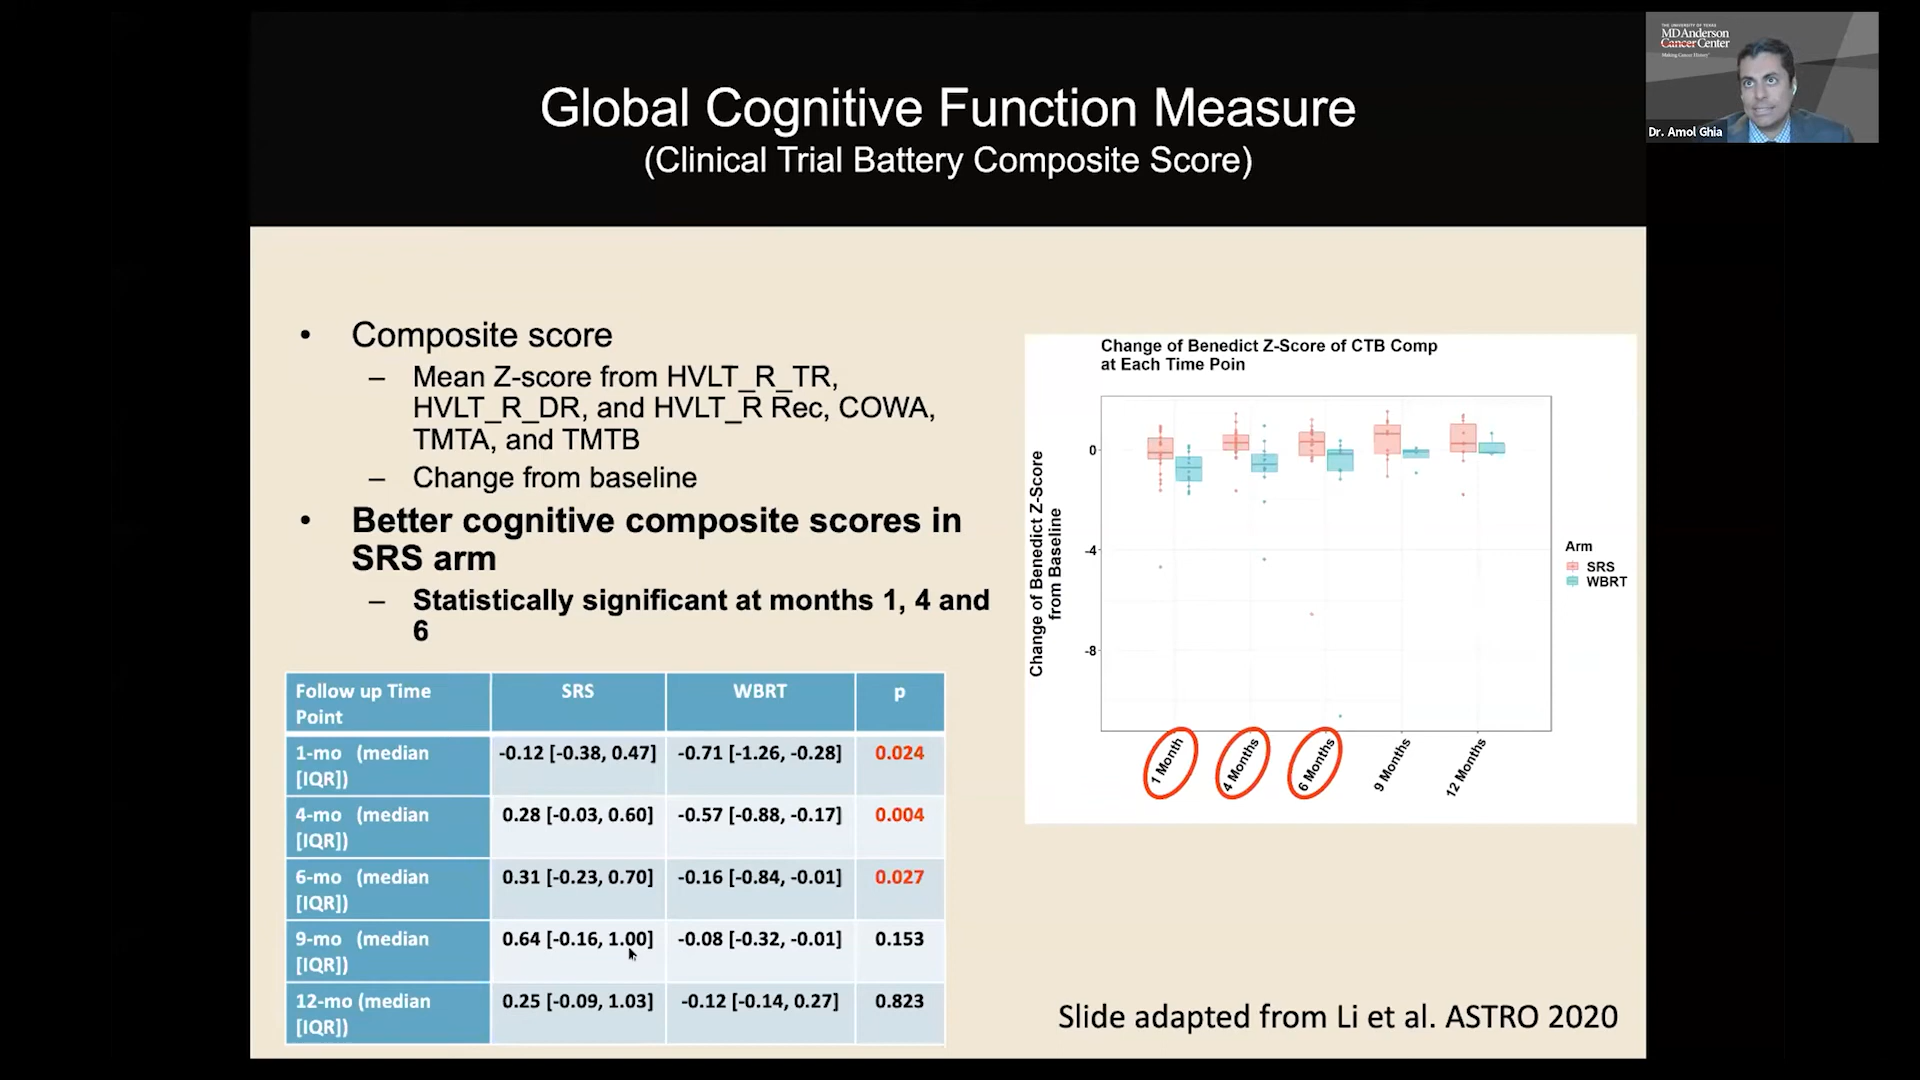 THE UNIVERSITY OF TEXAS
MD Anderson
Cancer Center
Making Cancer History®
Dr. Amol Ghia
Global Cognitive Function Measure
(Clinical Trial Battery Composite Score)
• Composite score
– Mean Z-score from HVLT_R_TR,
HVLT_R_DR, and HVLT_R Rec, COWA,
TMTA, and TMTB
– Change from baseline
• Better cognitive composite scores in
SRS arm
– Statistically significant at months 1, 4 and
6
Follow up Time
Point
SRS
WBRT
p
1-mo (median
[IQR])
-0.12 [-0.38, 0.47]
-0.71 [-1.26, -0.28]
0.024
4-mo (median
[IQR])
0.28 [-0.03, 0.60]
-0.57 [-0.88, -0.17]
0.004
6-mo (median
[IQR])
0.31 [-0.23, 0.70]
-0.16 [-0.84, -0.01]
0.027
9-mo (median
[IQR])
0.64 [-0.16, 1.00]
-0.08 [-0.32, -0.01]
0.153
12-mo (median
[IQR])
0.25 [-0.09, 1.03]
-0.12 [-0.14, 0.27]
0.823
Change of Benedict Z-Score of CTB Comp
at Each Time Poin
Change of Benedict Z-Score
from Baseline
0
-4
-8
1 Month
4 Months
6 Months
9 Months
12 Months
Arm
SRS
WBRT
Slide adapted from Li et al. ASTRO 2020